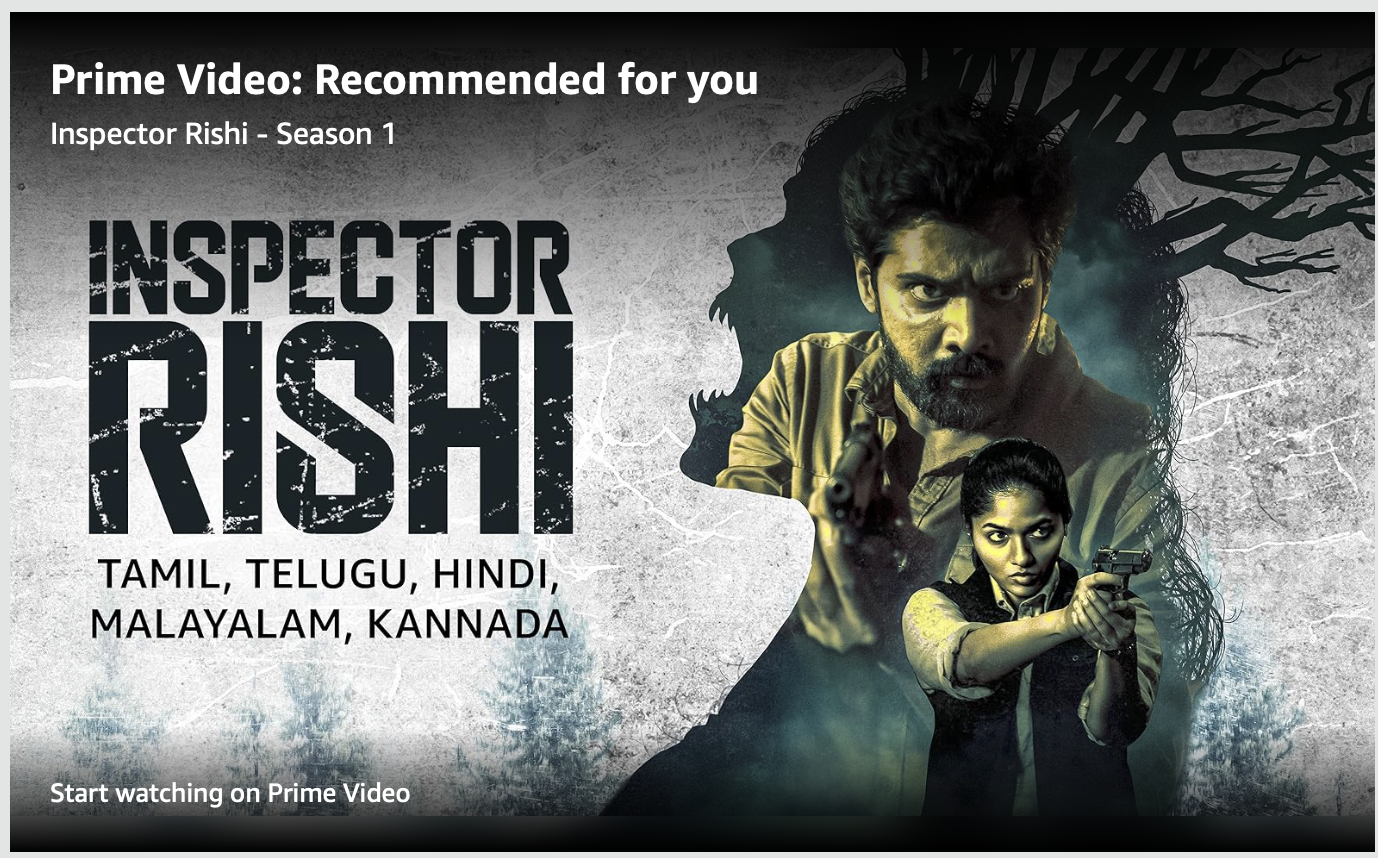 Prime Video: Recommended for you
Inspector Rishi - Season 1
INSPECTOR
RISHI
TAMIL, TELUGU, HINDI,
MALAYALAM, KANNADA
Start watching on Prime Video